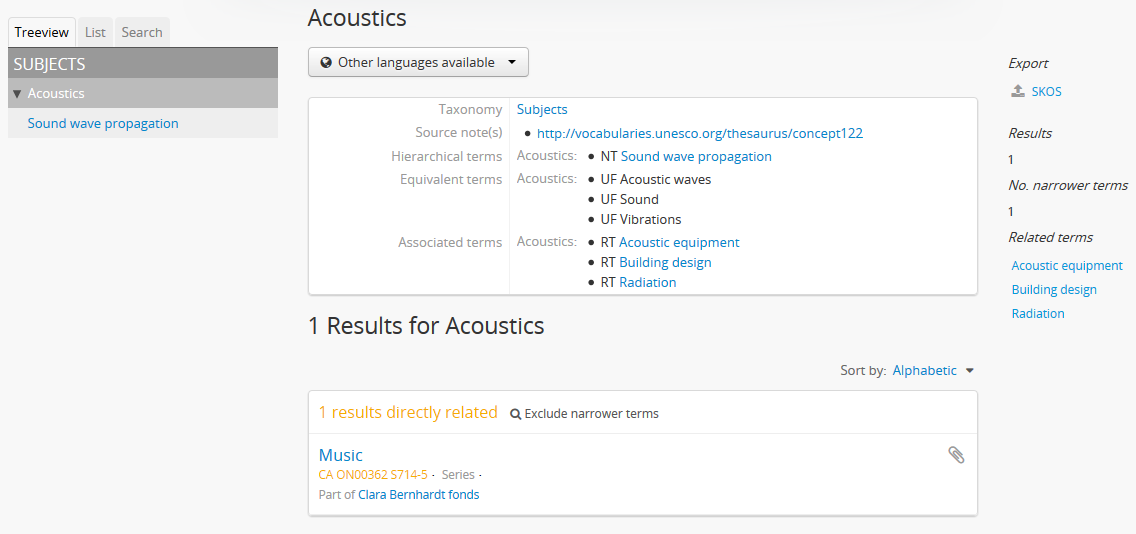 Treeview List Search
SUBJECTS
▼ Acoustics
Sound wave propagation
Acoustics
Other languages available
Taxonomy Subjects
Source note(s) • http://vocabularies.unesco.org/thesaurus/concept122
Hierarchical terms Acoustics: • NT Sound wave propagation
Equivalent terms Acoustics: • UF Acoustic waves
• UF Sound
• UF Vibrations
Associated terms Acoustics: • RT Acoustic equipment
• RT Building design
• RT Radiation
1 Results for Acoustics
Sort by: Alphabetic
1 results directly related Exclude narrower terms
Music
CA ON00362 S714-5 · Series ·
Part of Clara Bernhardt fonds
Export
SKOS
Results
1
No. narrower terms
1
Related terms
Acoustic equipment
Building design
Radiation